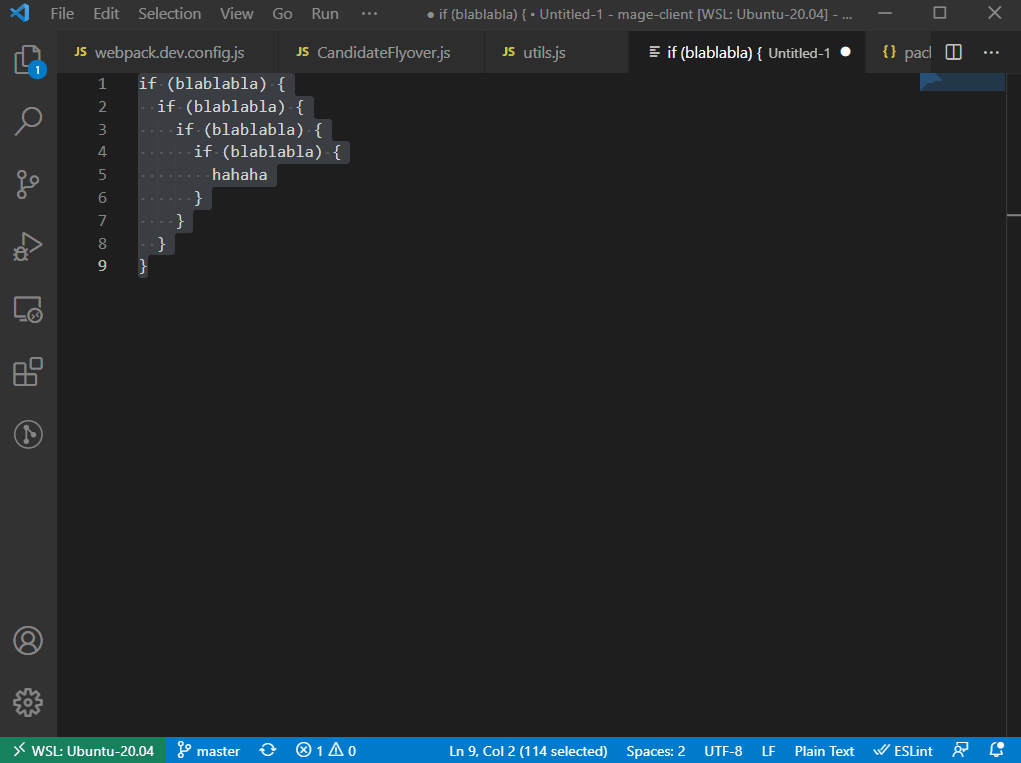 File Edit Selection View Go Run ··· ● if (blablabla) { • Untitled-1 - mage-client [WSL: Ubuntu-20.04] - ...
JS webpack.dev.config.js JS CandidateFlyover.js JS utils.js if (blablabla) { Untitled-1 ● {} pacl ···
1
1 if (blablabla) {
2 ··if (blablabla) {
3 ····if (blablabla) {
4 ······if (blablabla) {
5 ········hahaha
6 ······}
7 ····}
8 ··}
9 }
WSL: Ubuntu-20.04 master 1 0 Ln 9, Col 2 (114 selected) Spaces: 2 UTF-8 LF Plain Text ESLint